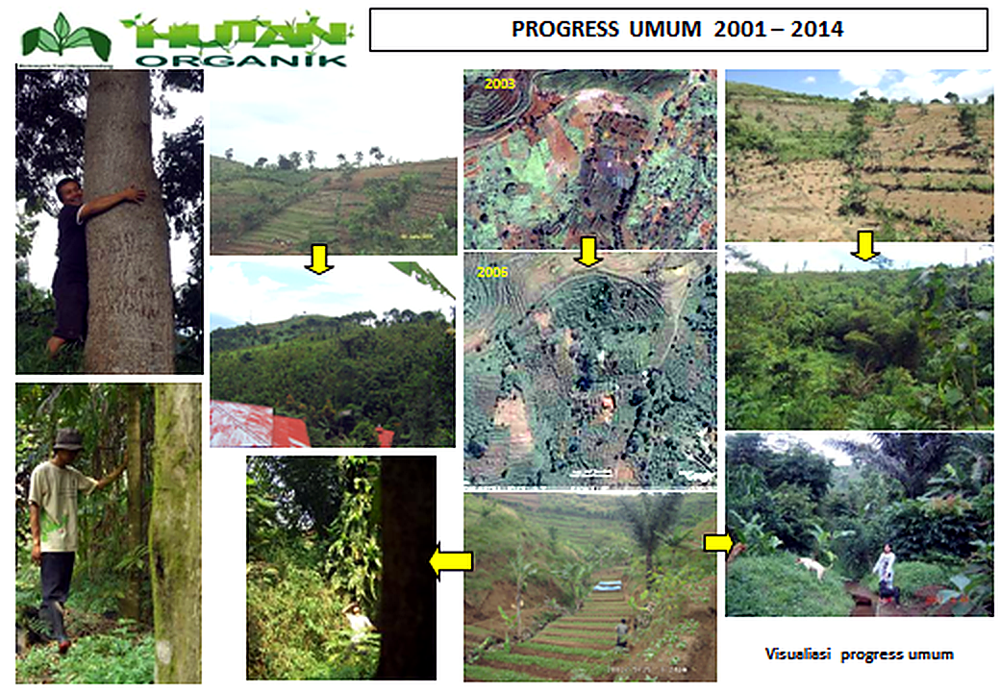 HUTAN
ORGANIK
PROGRESS UMUM 2001 – 2014
2003
2006
Visualiasi progress umum